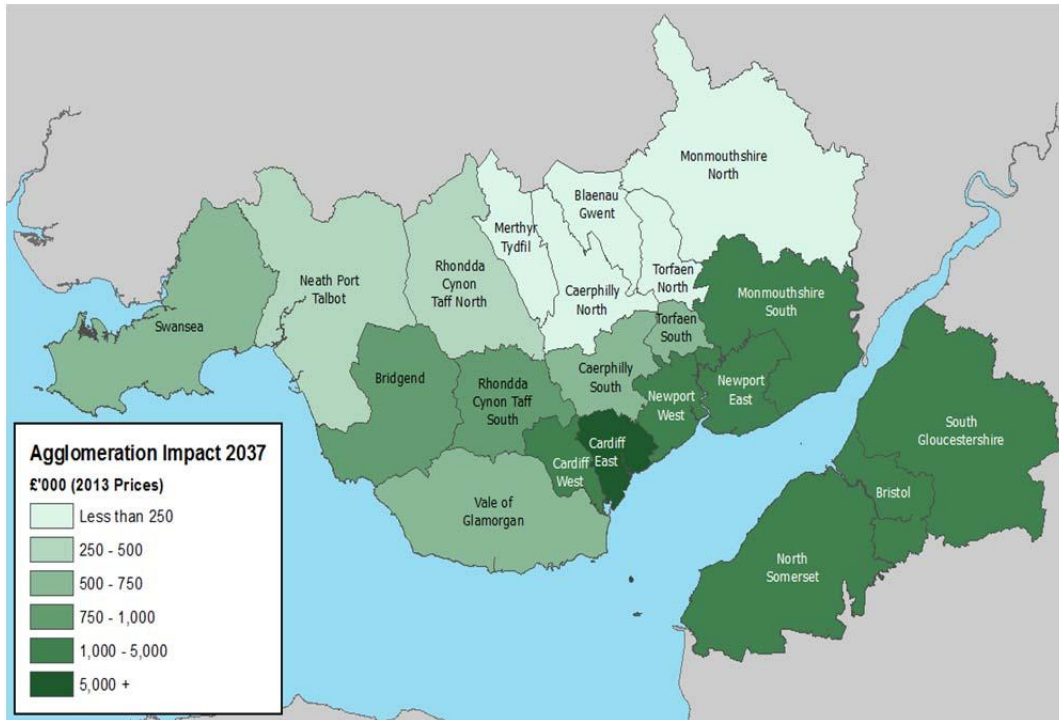 Monmouthshire
North
Blaenau
Gwent
Merthyr
Tydfil
Rhondda
Cynon
Taff North
Neath Port
Talbot
Torfaen
North
Caerphilly
North
Monmouthshire
South
Swansea
Torfaen
South
Caerphilly
South
Bridgend
Rhondda
Cynon Taff
South
Newport
West
Newport
East
South
Gloucestershire
Cardiff
East
Cardiff
West
Vale of
Glamorgan
Bristol
North
Somerset
Agglomeration Impact 2037
£'000 (2013 Prices)
Less than 250
250 - 500
500 - 750
750 - 1,000
1,000 - 5,000
5,000 +